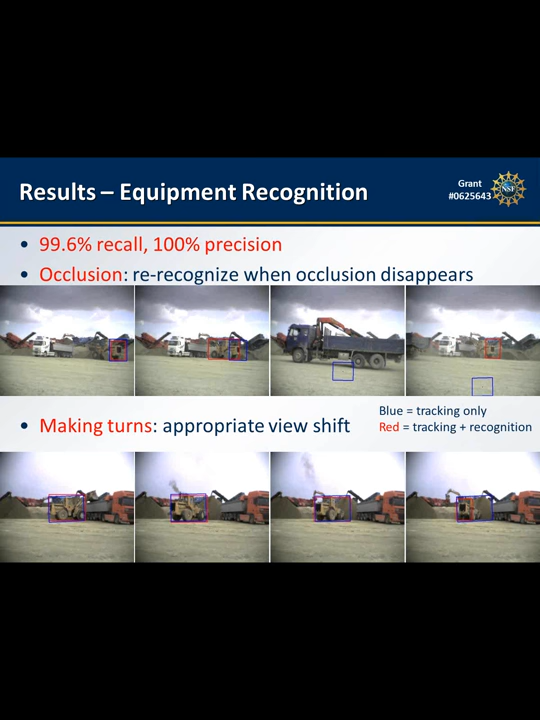 Results – Equipment Recognition
Grant
#0625643
NSF
• 99.6% recall, 100% precision
• Occlusion: re-recognize when occlusion disappears
Blue = tracking only
Red = tracking + recognition
• Making turns: appropriate view shift